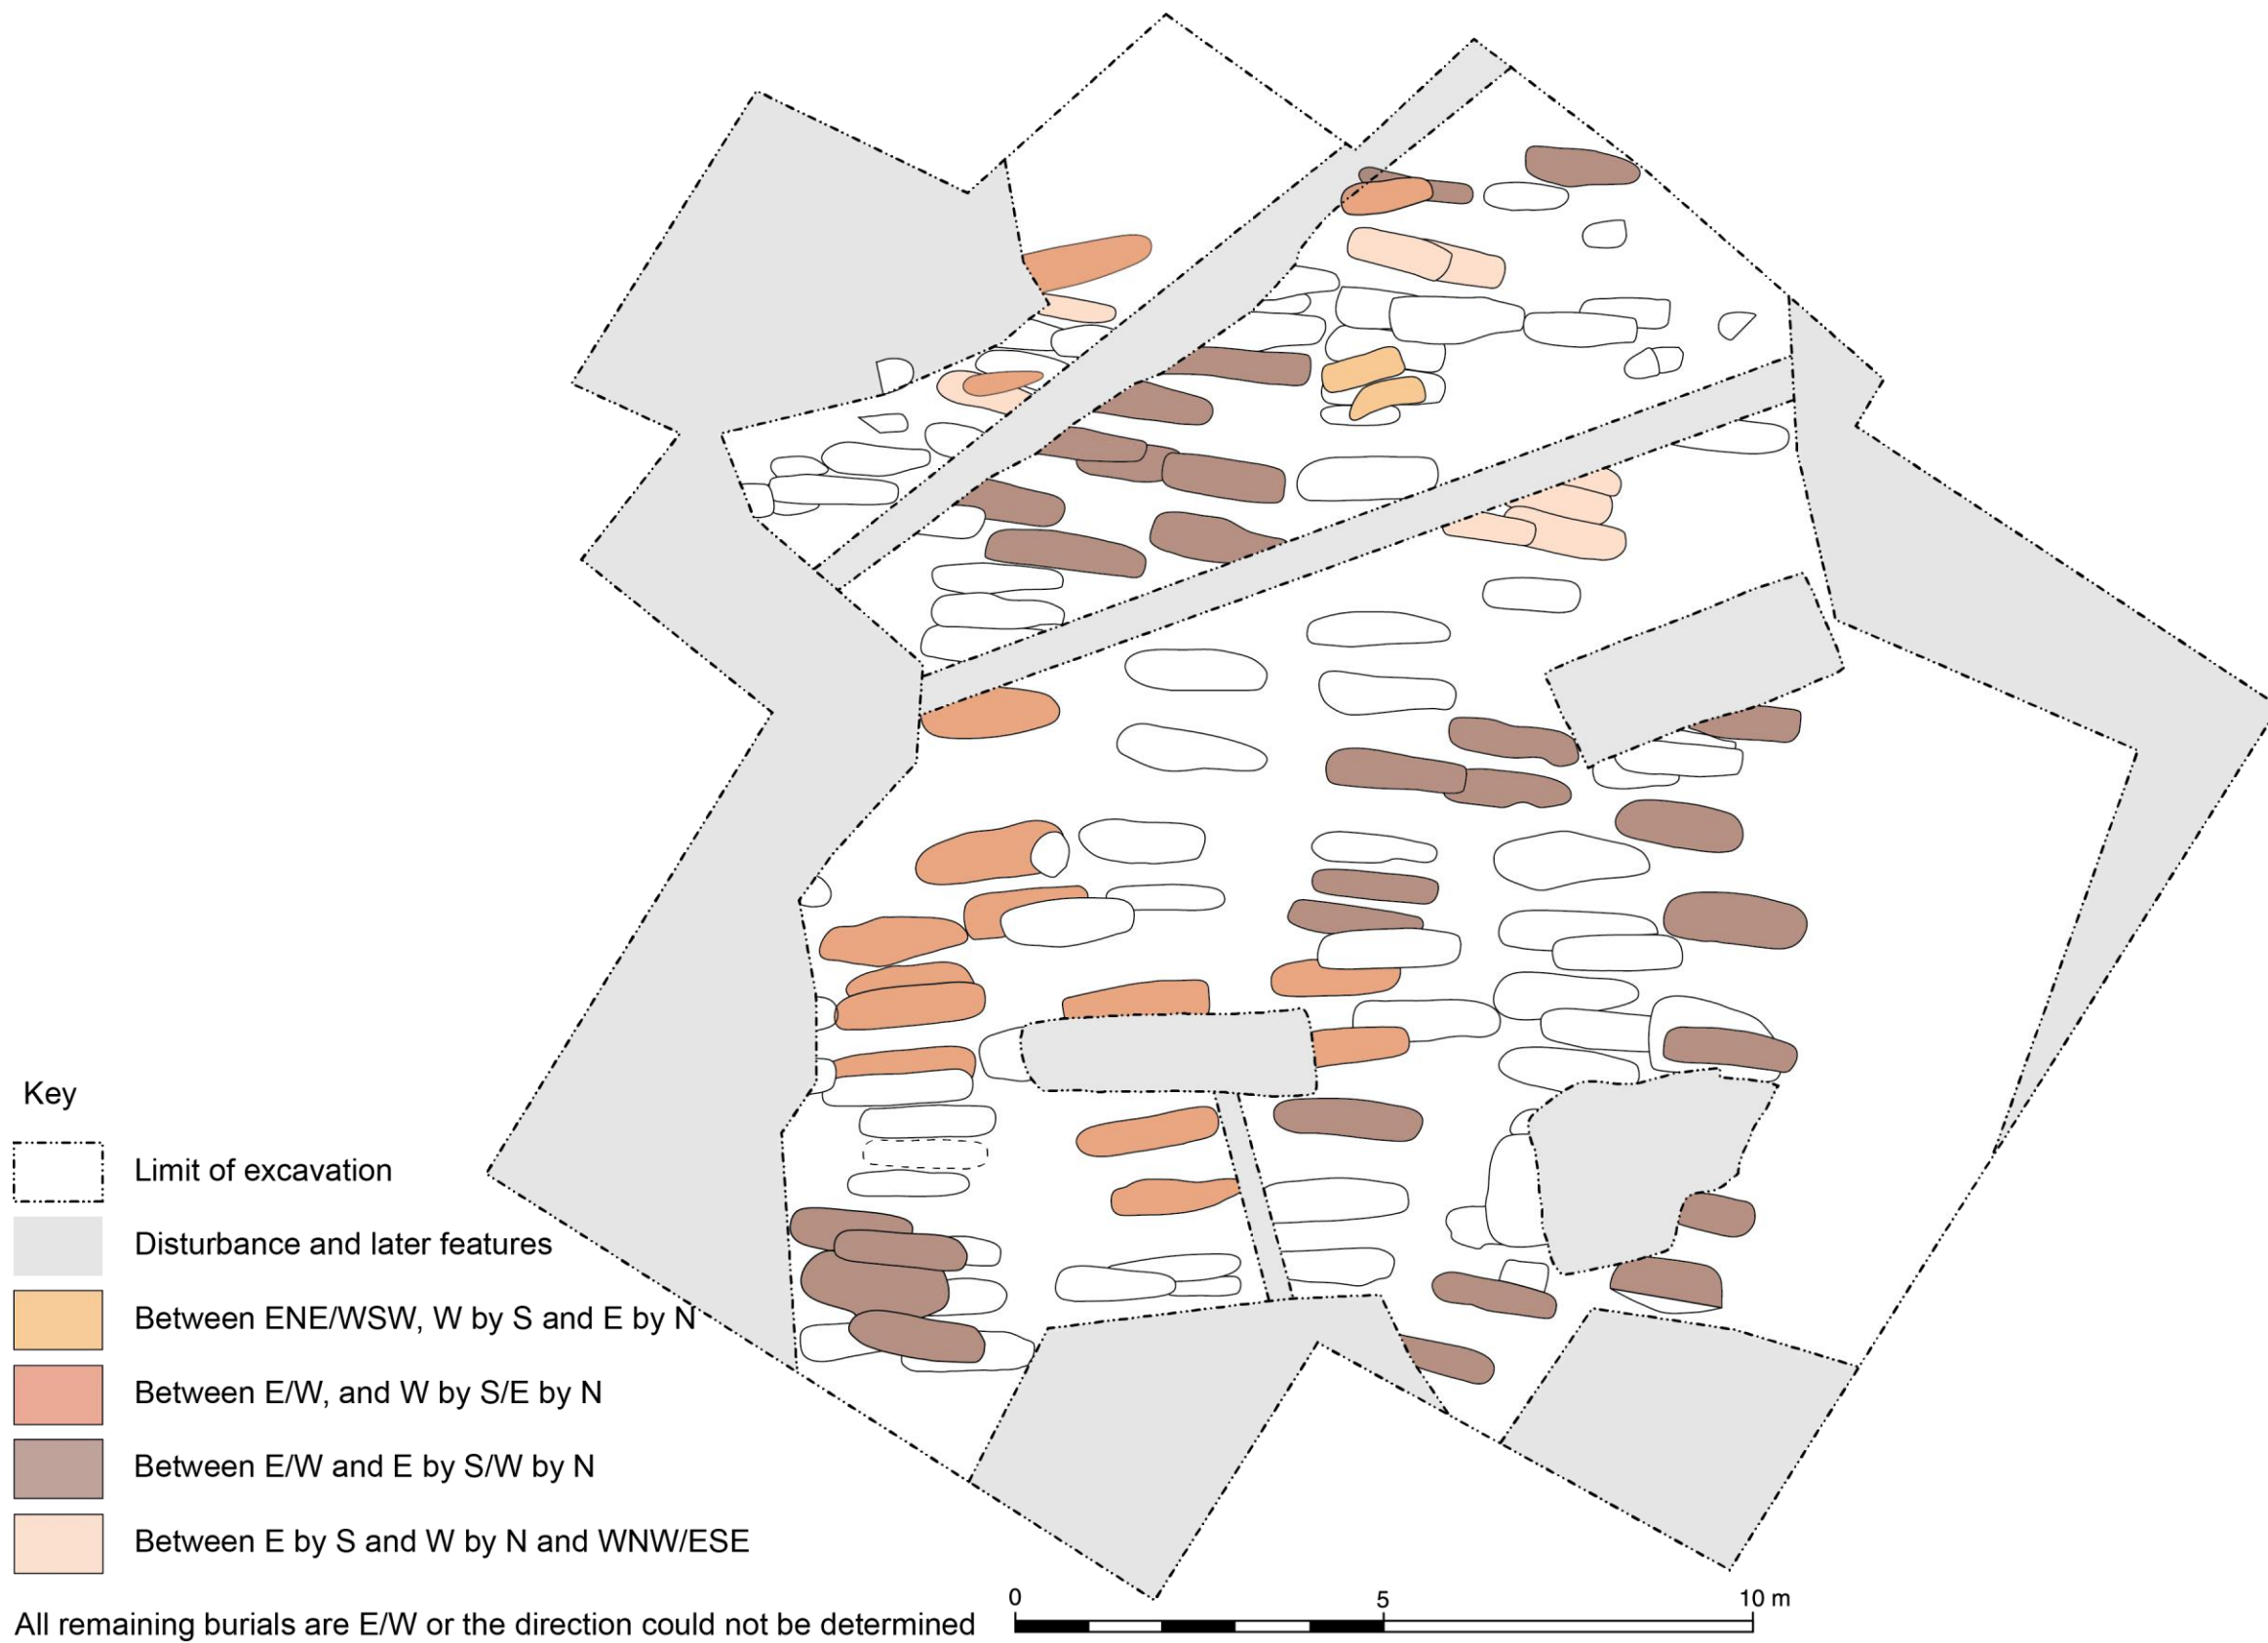 Key
Limit of excavation
Disturbance and later features
Between ENE/WSW, W by S and E by N
Between E/W, and W by S/E by N
Between E/W and E by S/W by N
Between E by S and W by N and WNW/ESE
All remaining burials are E/W or the direction could not be determined
0 5 10 m